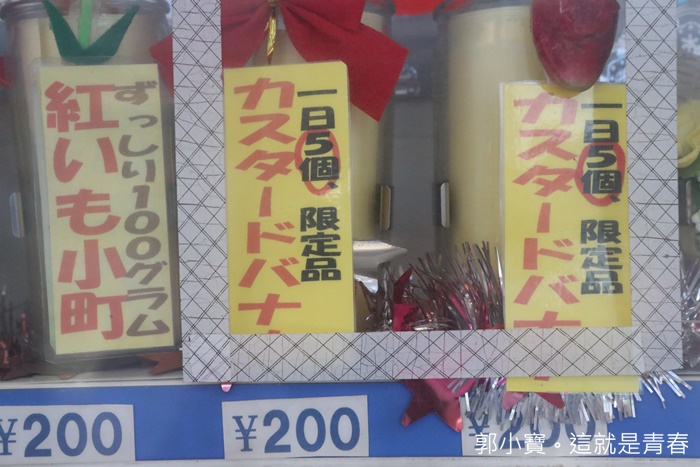 ずっしり100グラム
紅いも小町
一日5個、限定品
カスタードバナ
一日5個、限定品
カスタードバナ
¥200
¥200
郭小寶。這就是青春